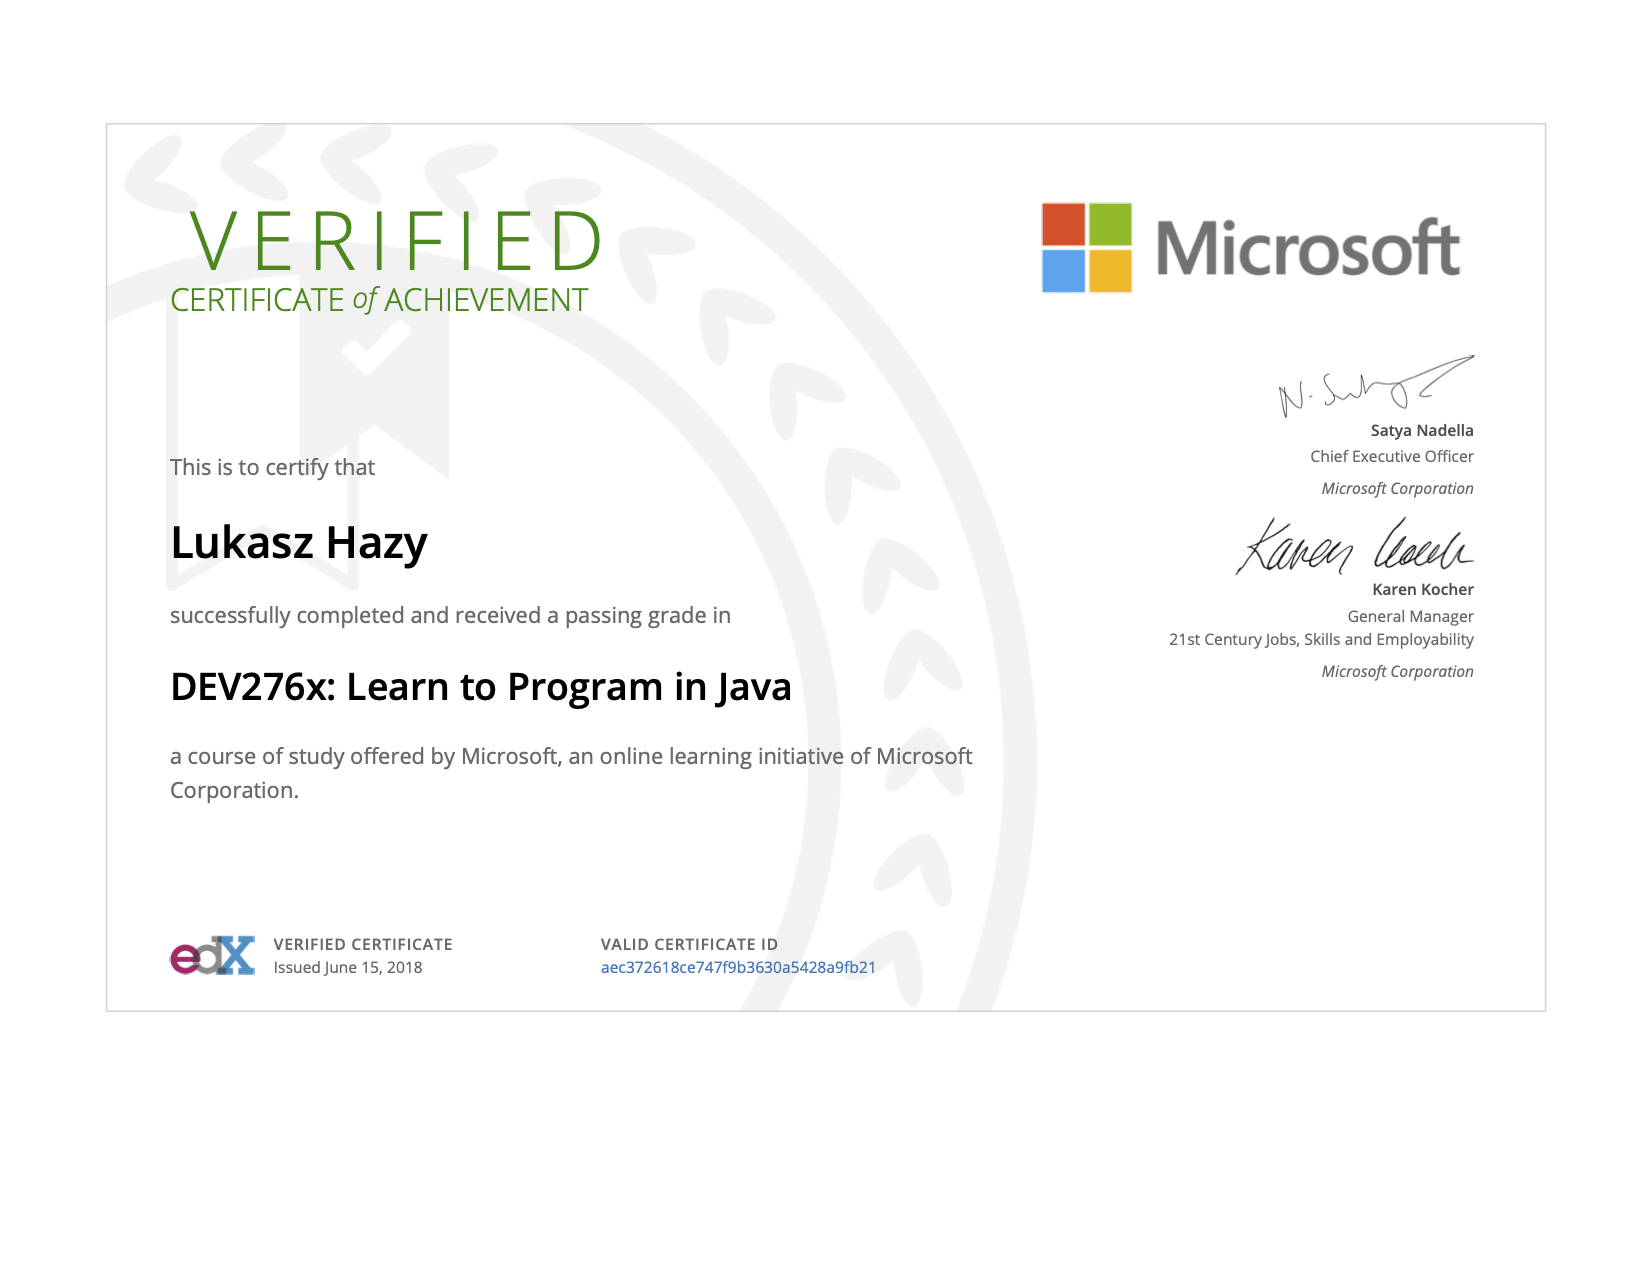 VERIFIED
CERTIFICATE of ACHIEVEMENT
Microsoft
This is to certify that
Lukasz Hazy
successfully completed and received a passing grade in
DEV276x: Learn to Program in Java
a course of study offered by Microsoft, an online learning initiative of Microsoft
Corporation.
N. Sat
Satya Nadella
Chief Executive Officer
Microsoft Corporation
Karen Kocher
Karen Kocher
General Manager
21st Century Jobs, Skills and Employability
Microsoft Corporation
edX
VERIFIED CERTIFICATE
Issued June 15, 2018
VALID CERTIFICATE ID
aec372618ce747f9b3630a5428a9fb21